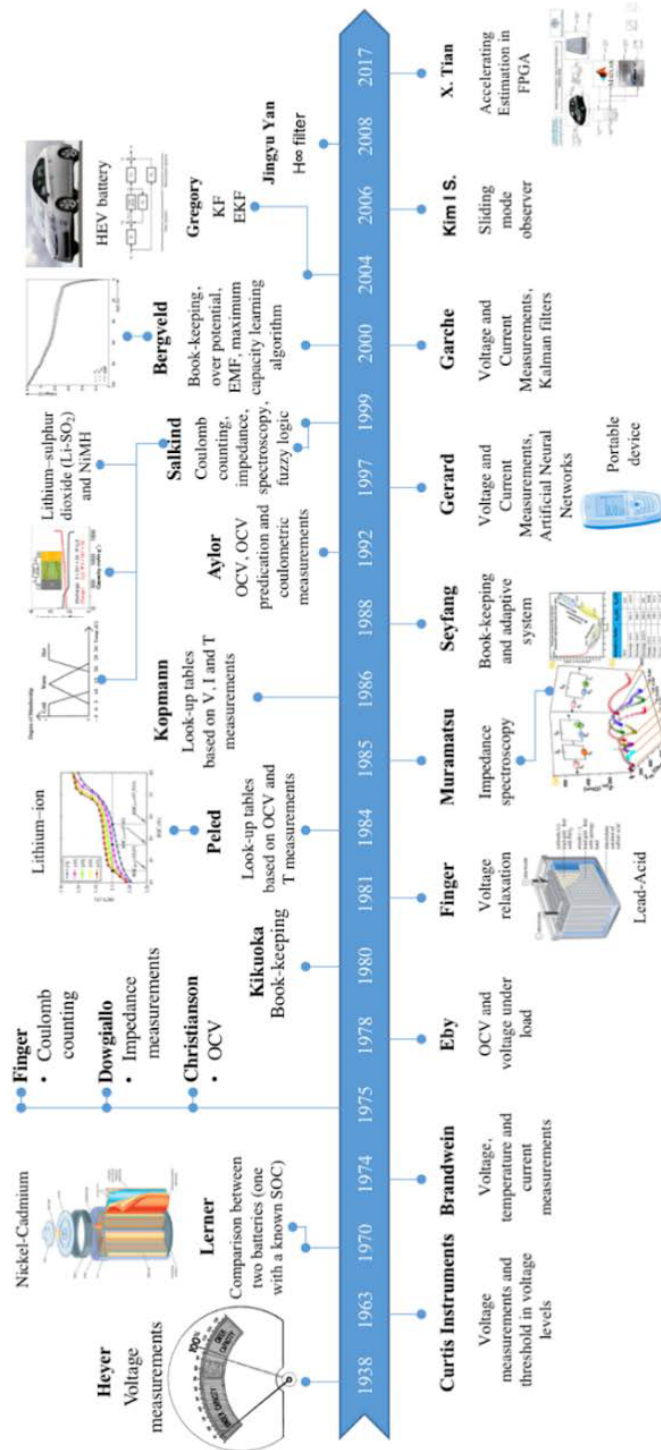 Heyer
Voltage
measurements
100%
OVER
CAPACITY
UNDER CAPACITY
Nickel-Cadmium
Lerner
Comparison between
two batteries (one
with a known SOC)
Finger
• Coulomb
counting
Dowgiallo
• Impedance
measurements
Christianson
• OCV
Kikuoka
Book-keeping
Lithium–ion
Peled
Look-up tables
based on OCV and
T measurements
Kopmann
Look-up tables
based on V, I and T
measurements
Degree of Membership
Lithium–sulphur
dioxide (Li-SO₂)
and NiMH
Aylor
OCV, OCV
predication and
coulometric
measurements
Salkind
Coulomb
counting,
impedance,
spectroscopy,
fuzzy logic
Bergveld
Book-keeping,
over potential,
EMF, maximum
capacity learning
algorithm
HEV battery
Gregory
KF
EKF
Jingyu Yan
H∞ filter
1938
1963
1970
1974
1975
1978
1980
1981
1984
1985
1986
1988
1992
1997
1999
2000
2004
2006
2008
2017
Curtis Instruments
Voltage
measurements and
threshold in voltage
levels
Brandwein
Voltage,
temperature and
current
measurements
Eby
OCV and
voltage under
load
Finger
Voltage
relaxation
Lead-Acid
Muramatsu
Impedance
spectroscopy
Seyfang
Book-keeping
and adaptive
system
Gerard
Voltage and
Current
Measurements,
Artificial Neural
Networks
Portable
device
Garche
Voltage and
Current
Measurements,
Kalman filters
Kim I S.
Sliding
mode
observer
X. Tian
Accelerating
Estimation in
FPGA